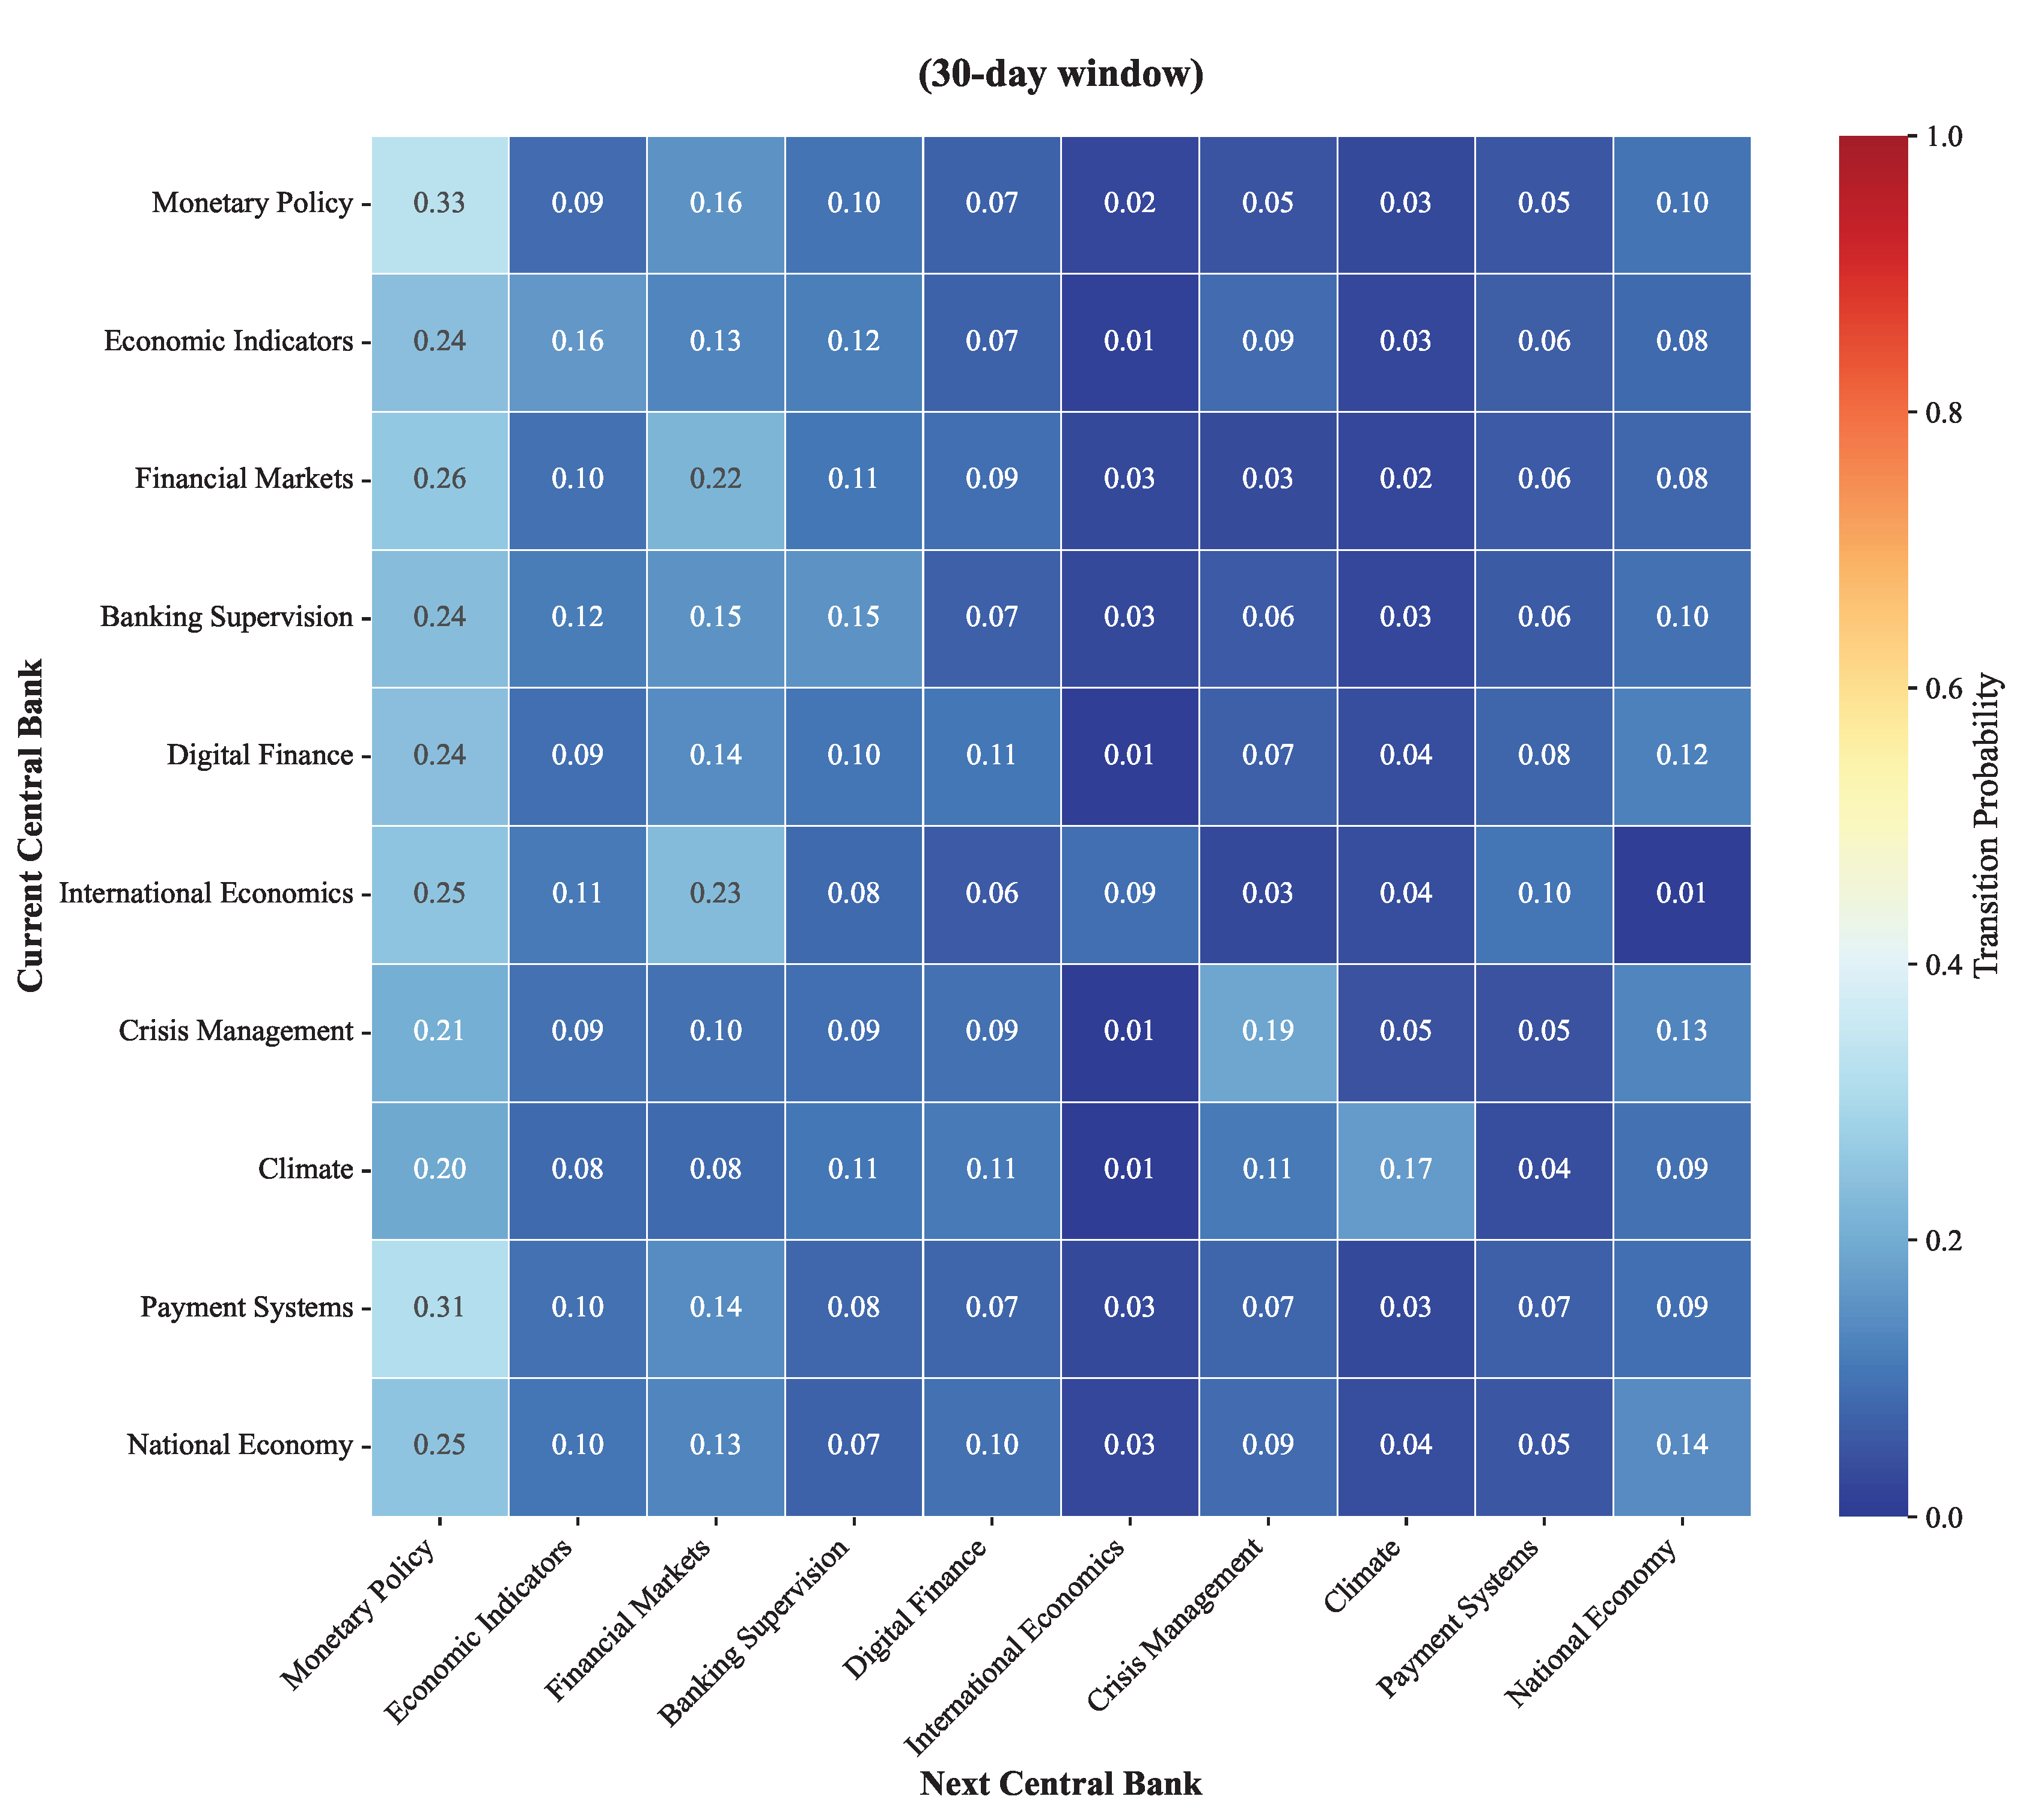 (30-day window)
Monetary Policy 0.33 0.09 0.16 0.10 0.07 0.02 0.05 0.03 0.05 0.10
Economic Indicators 0.24 0.16 0.13 0.12 0.07 0.01 0.09 0.03 0.06 0.08
Financial Markets 0.26 0.10 0.22 0.11 0.09 0.03 0.03 0.02 0.06 0.08
Banking Supervision 0.24 0.12 0.15 0.15 0.07 0.03 0.06 0.03 0.06 0.10
Digital Finance 0.24 0.09 0.14 0.10 0.11 0.01 0.07 0.04 0.08 0.12
International Economics 0.25 0.11 0.23 0.08 0.06 0.09 0.03 0.04 0.10 0.01
Crisis Management 0.21 0.09 0.10 0.09 0.09 0.01 0.19 0.05 0.05 0.13
Climate 0.20 0.08 0.08 0.11 0.11 0.01 0.11 0.17 0.04 0.09
Payment Systems 0.31 0.10 0.14 0.08 0.07 0.03 0.07 0.03 0.07 0.09
National Economy 0.25 0.10 0.13 0.07 0.10 0.03 0.09 0.04 0.05 0.14
Current Central Bank
Monetary Policy
Economic Indicators
Financial Markets
Banking Supervision
Digital Finance
International Economics
Crisis Management
Climate
Payment Systems
National Economy
Next Central Bank
1.0
0.8
0.6
0.4
0.2
0.0
Transition Probability